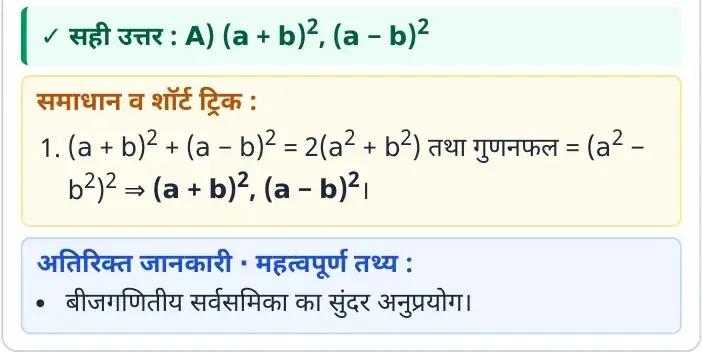 ✓ सही उत्तर : A) (a + b)², (a − b)²
समाधान व शॉर्ट ट्रिक :
1. (a + b)² + (a − b)² = 2(a² + b²) तथा गुणनफल = (a² −
b²)² ⇒ (a + b)², (a − b)²।
अतिरिक्त जानकारी · महत्वपूर्ण तथ्य :
• बीजगणितीय सर्वसमिका का सुंदर अनुप्रयोग।